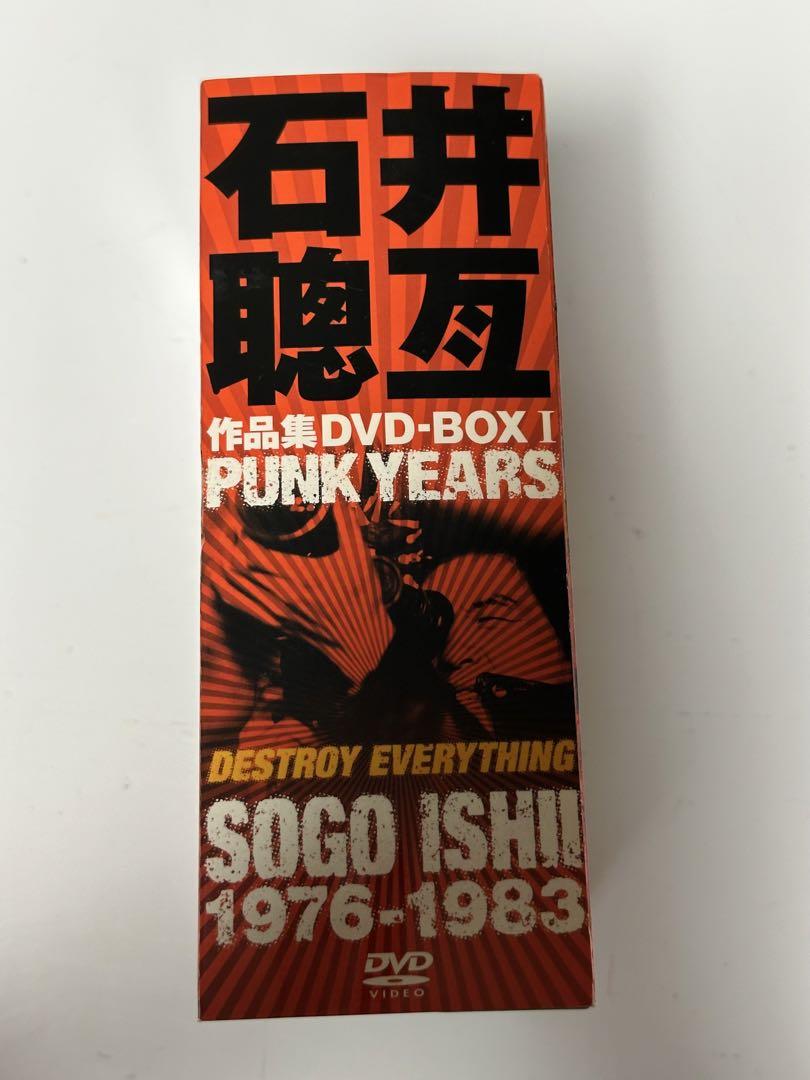 石井
聰亙
作品集DVD-BOX I
PUNK YEARS
DESTROY EVERYTHING
SOGO ISHII
1976-1983
DVD
VIDEO